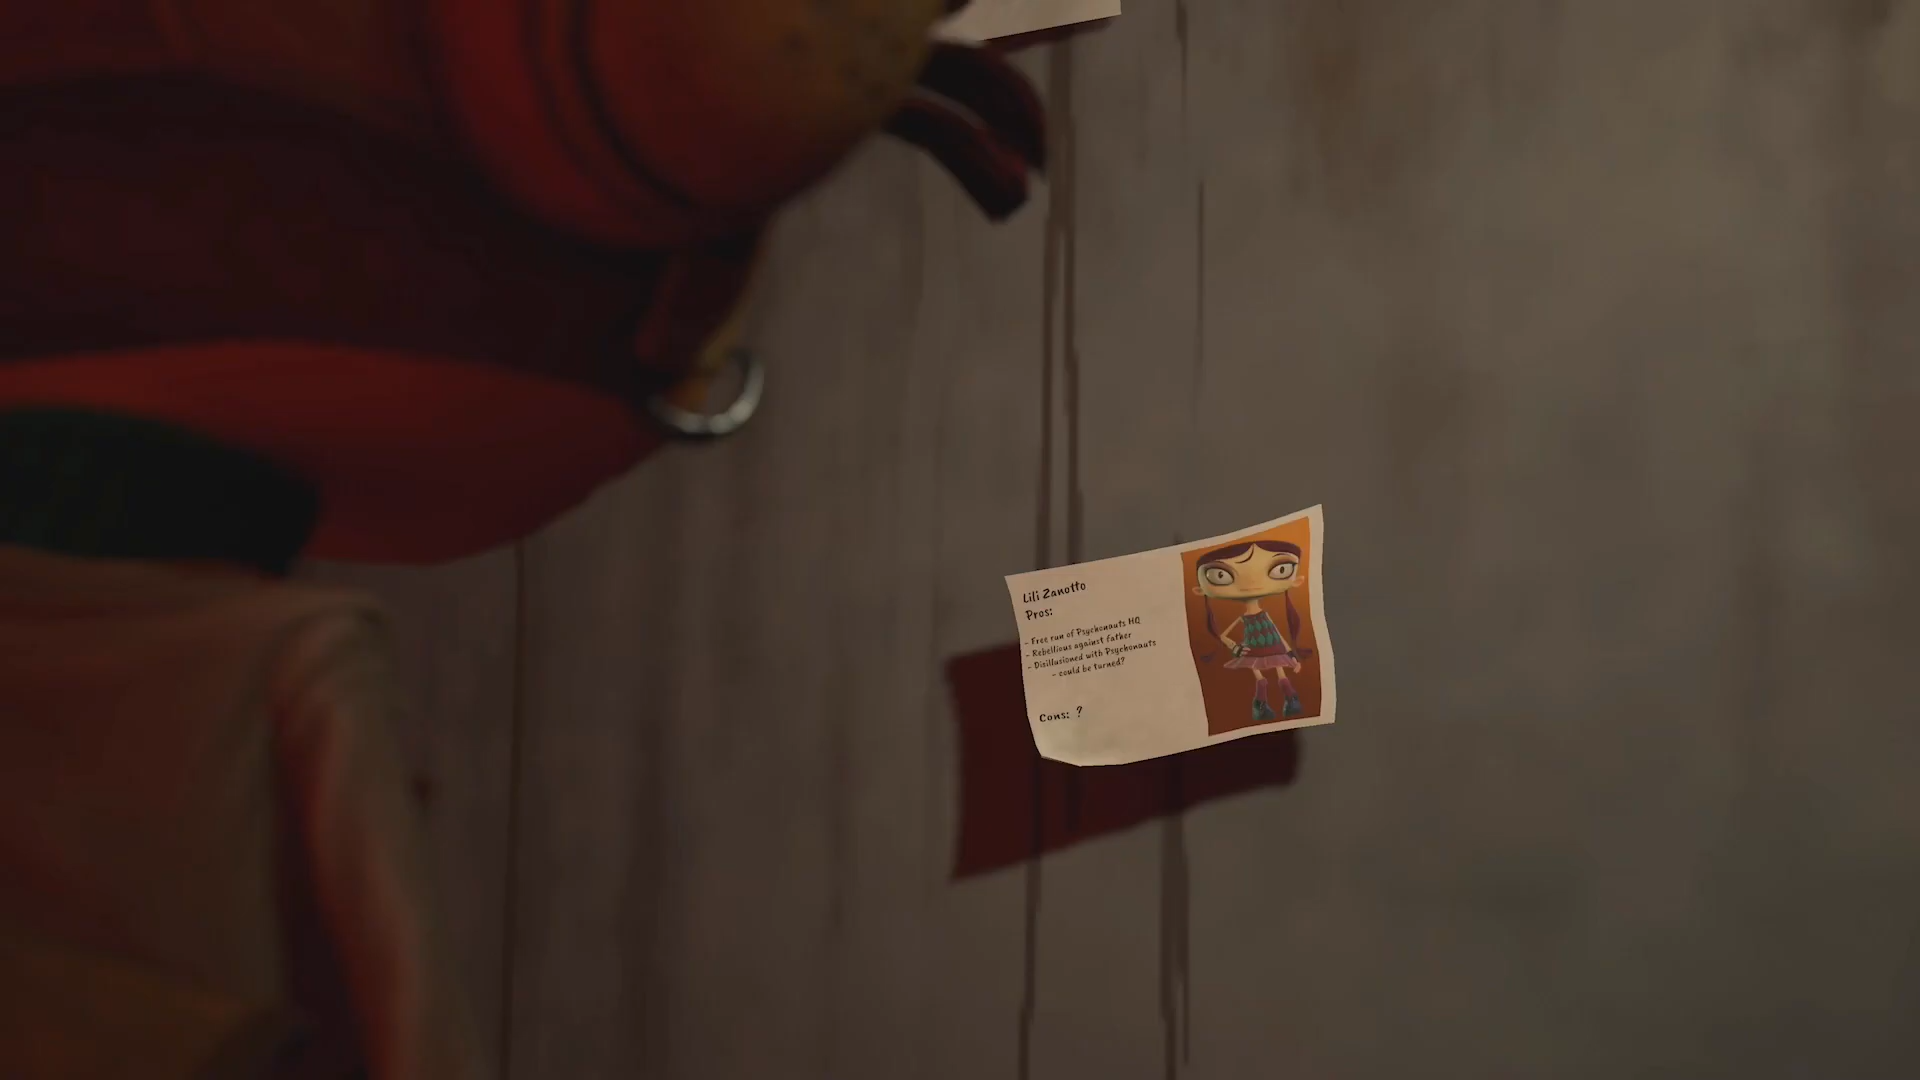 Lili Zanotto
Pros:
- Free run of Psychonauts HQ
- Rebellious against father
- Disillusioned with Psychonauts
- could be turned?
Cons: ?